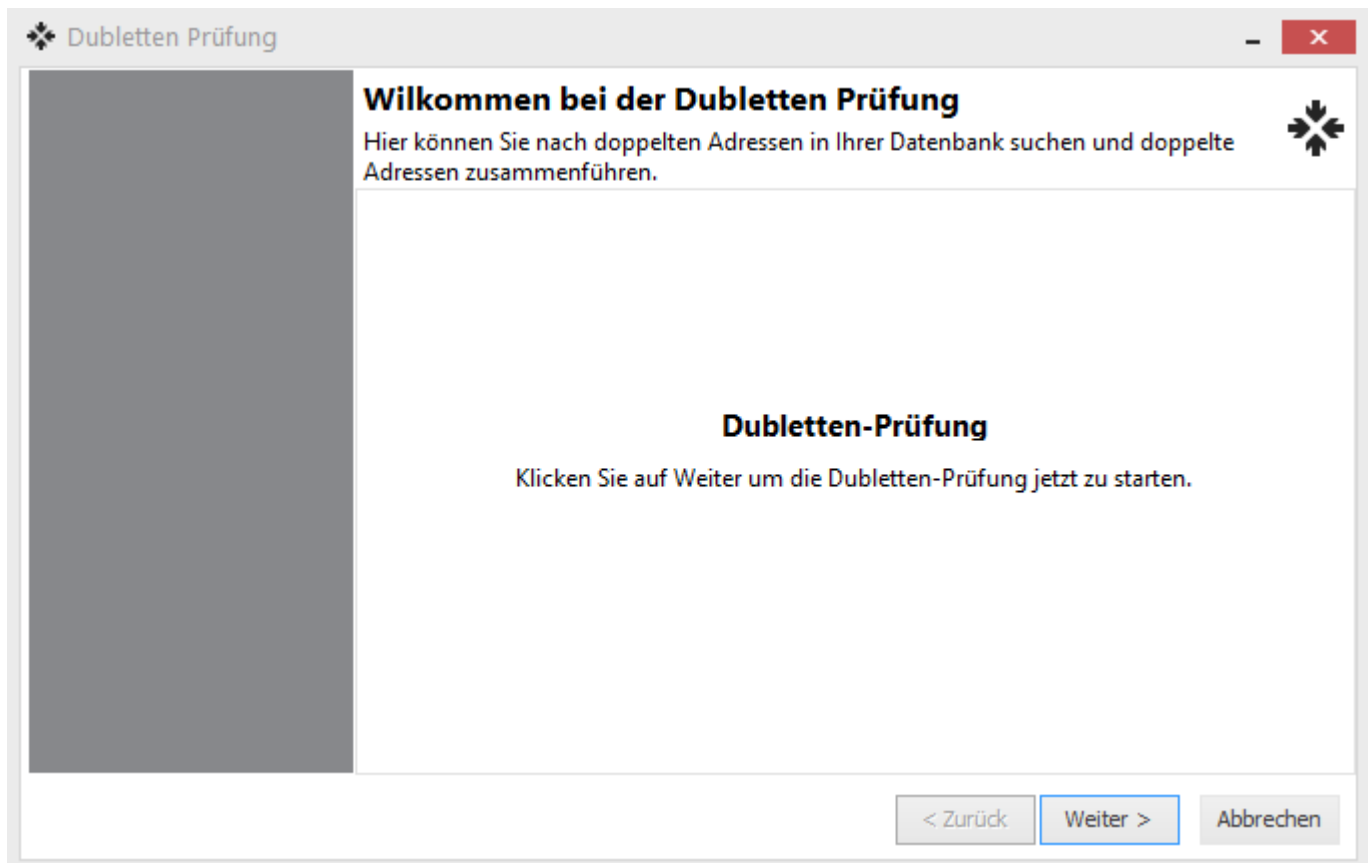 Dubletten Prüfung
Wilkommen bei der Dubletten Prüfung
Hier können Sie nach doppelten Adressen in Ihrer Datenbank suchen und doppelte
Adressen zusammenführen.
Dubletten-Prüfung
Klicken Sie auf Weiter um die Dubletten-Prüfung jetzt zu starten.
< Zurück
Weiter >
Abbrechen